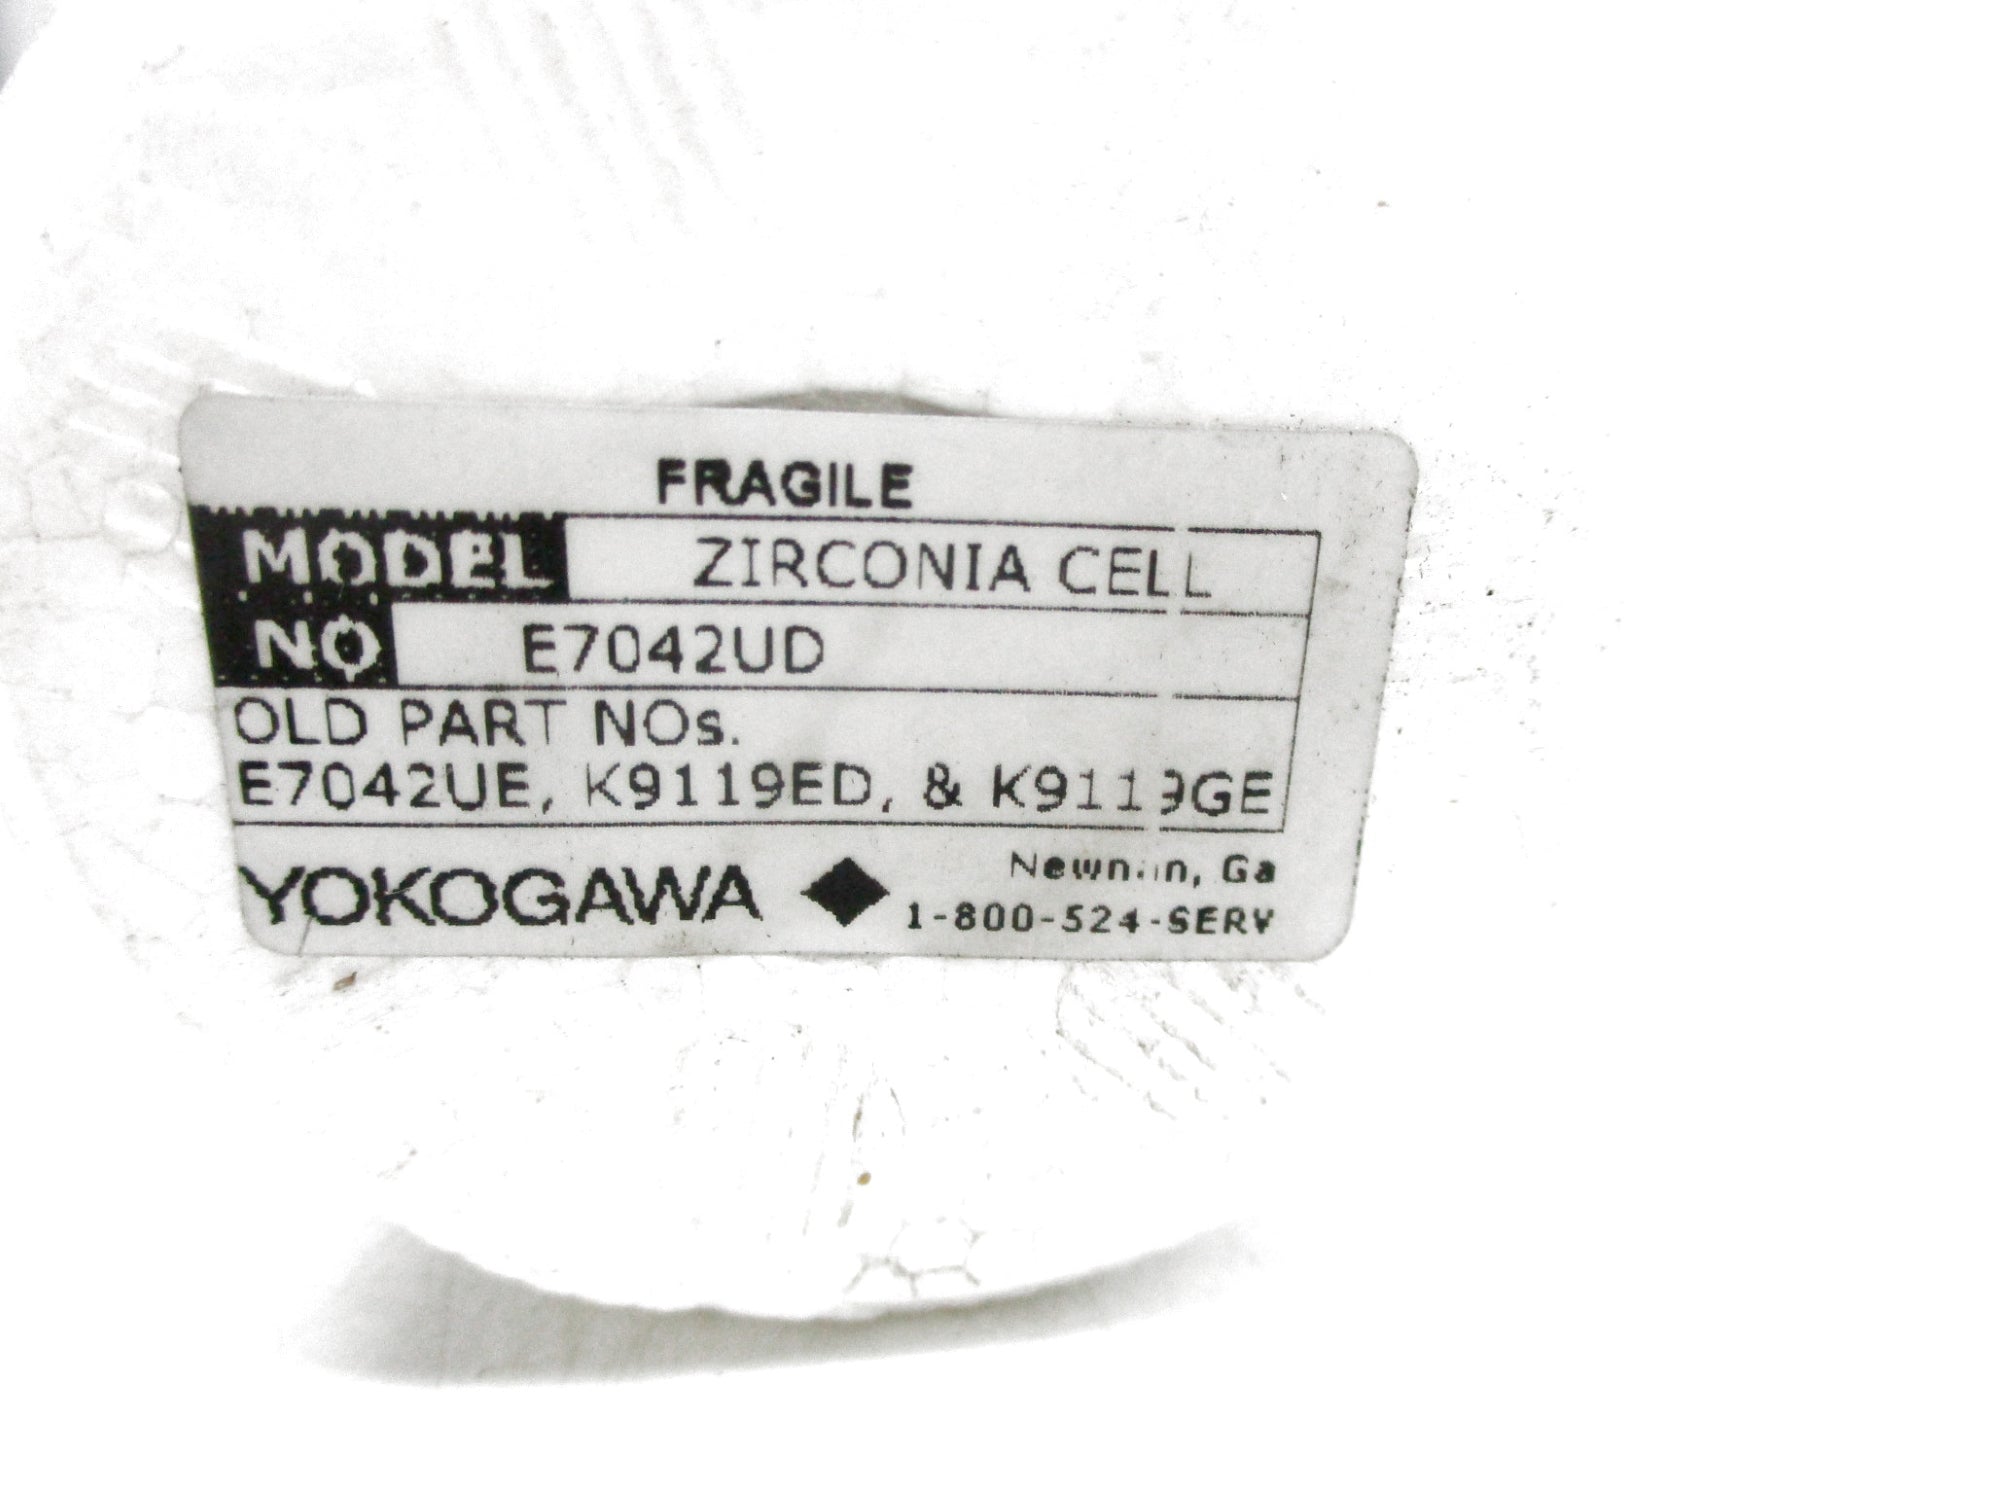 FRAGILE
MODEL ZIRCONIA CELL
NO E7042UD
OLD PART NOs.
E7042UE, K9119ED, & K9119GE
YOKOGAWA Newnan, Ga
1-800-524-SERV